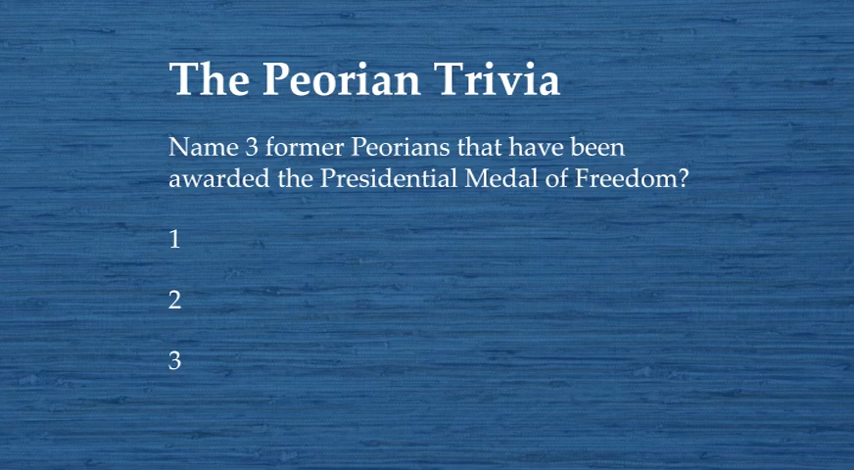 The Peorian Trivia
Name 3 former Peorians that have been
awarded the Presidential Medal of Freedom?
1
2
3